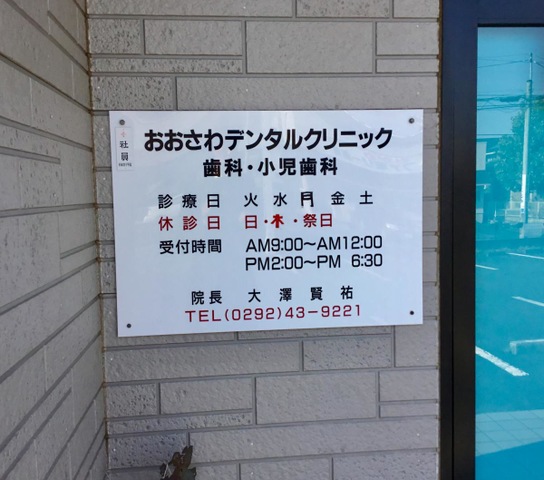 社員
おおさわデンタルクリニック
歯科・小児歯科
診療日 火 水 月 金 土
休診日 日・木・祭日
受付時間 AM9:00〜AM12:00
PM2:00〜PM 6:30
院長 大澤賢祐
TEL(0292)43-9221